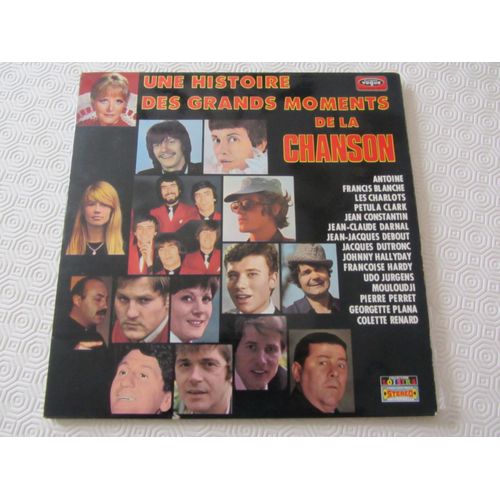 vogue
UNE HISTOIRE
DES GRANDS MOMENTS
DE LA
CHANSON
ANTOINE
FRANCIS BLANCHE
LES CHARLOTS
PETULA CLARK
JEAN CONSTANTIN
JEAN-CLAUDE DARNAL
JEAN-JACQUES DEBOUT
JACQUES DUTRONC
JOHNNY HALLYDAY
FRANCOISE HARDY
UDO JURGENS
MOULOUDJI
PIERRE PERRET
GEORGETTE PLANA
COLETTE RENARD
STEREO